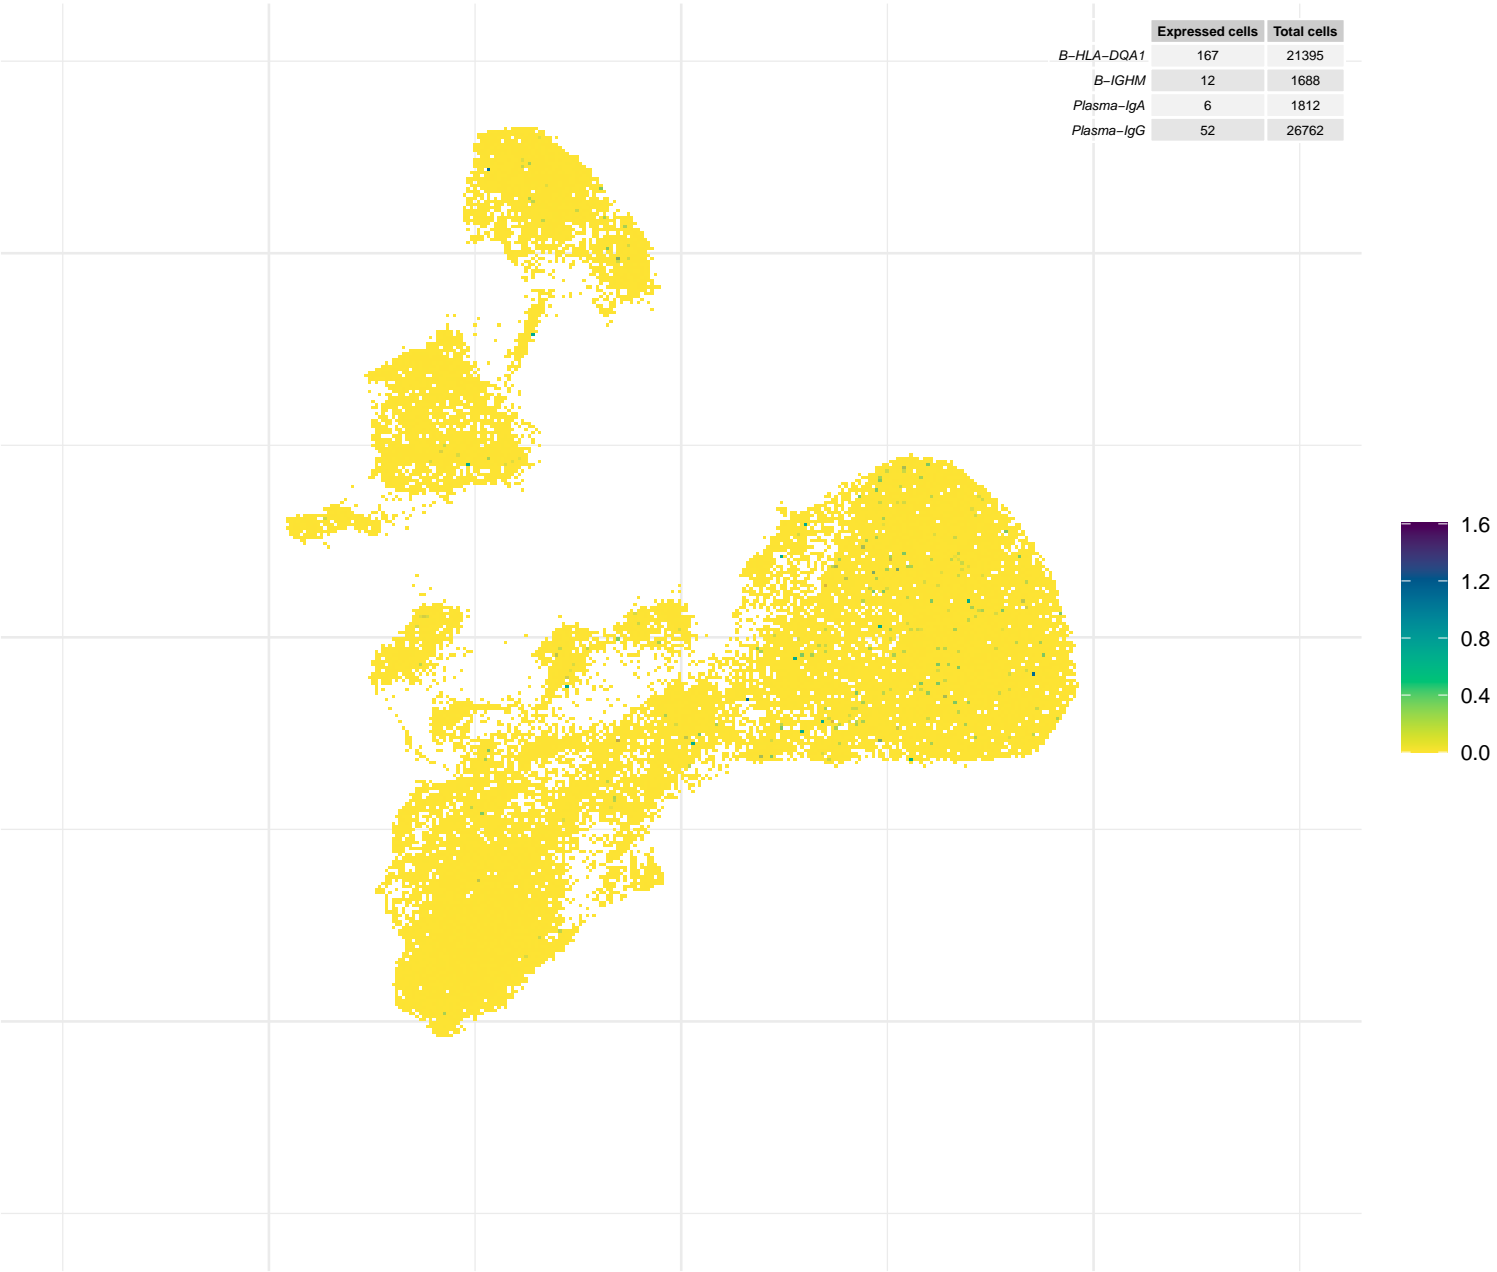 Expressed cells Total cells
B−HLA−DQA1 167 21395
B−IGHM 12 1688
Plasma−IgA 6 1812
Plasma−IgG 52 26762
1.6
1.2
0.8
0.4
0.0